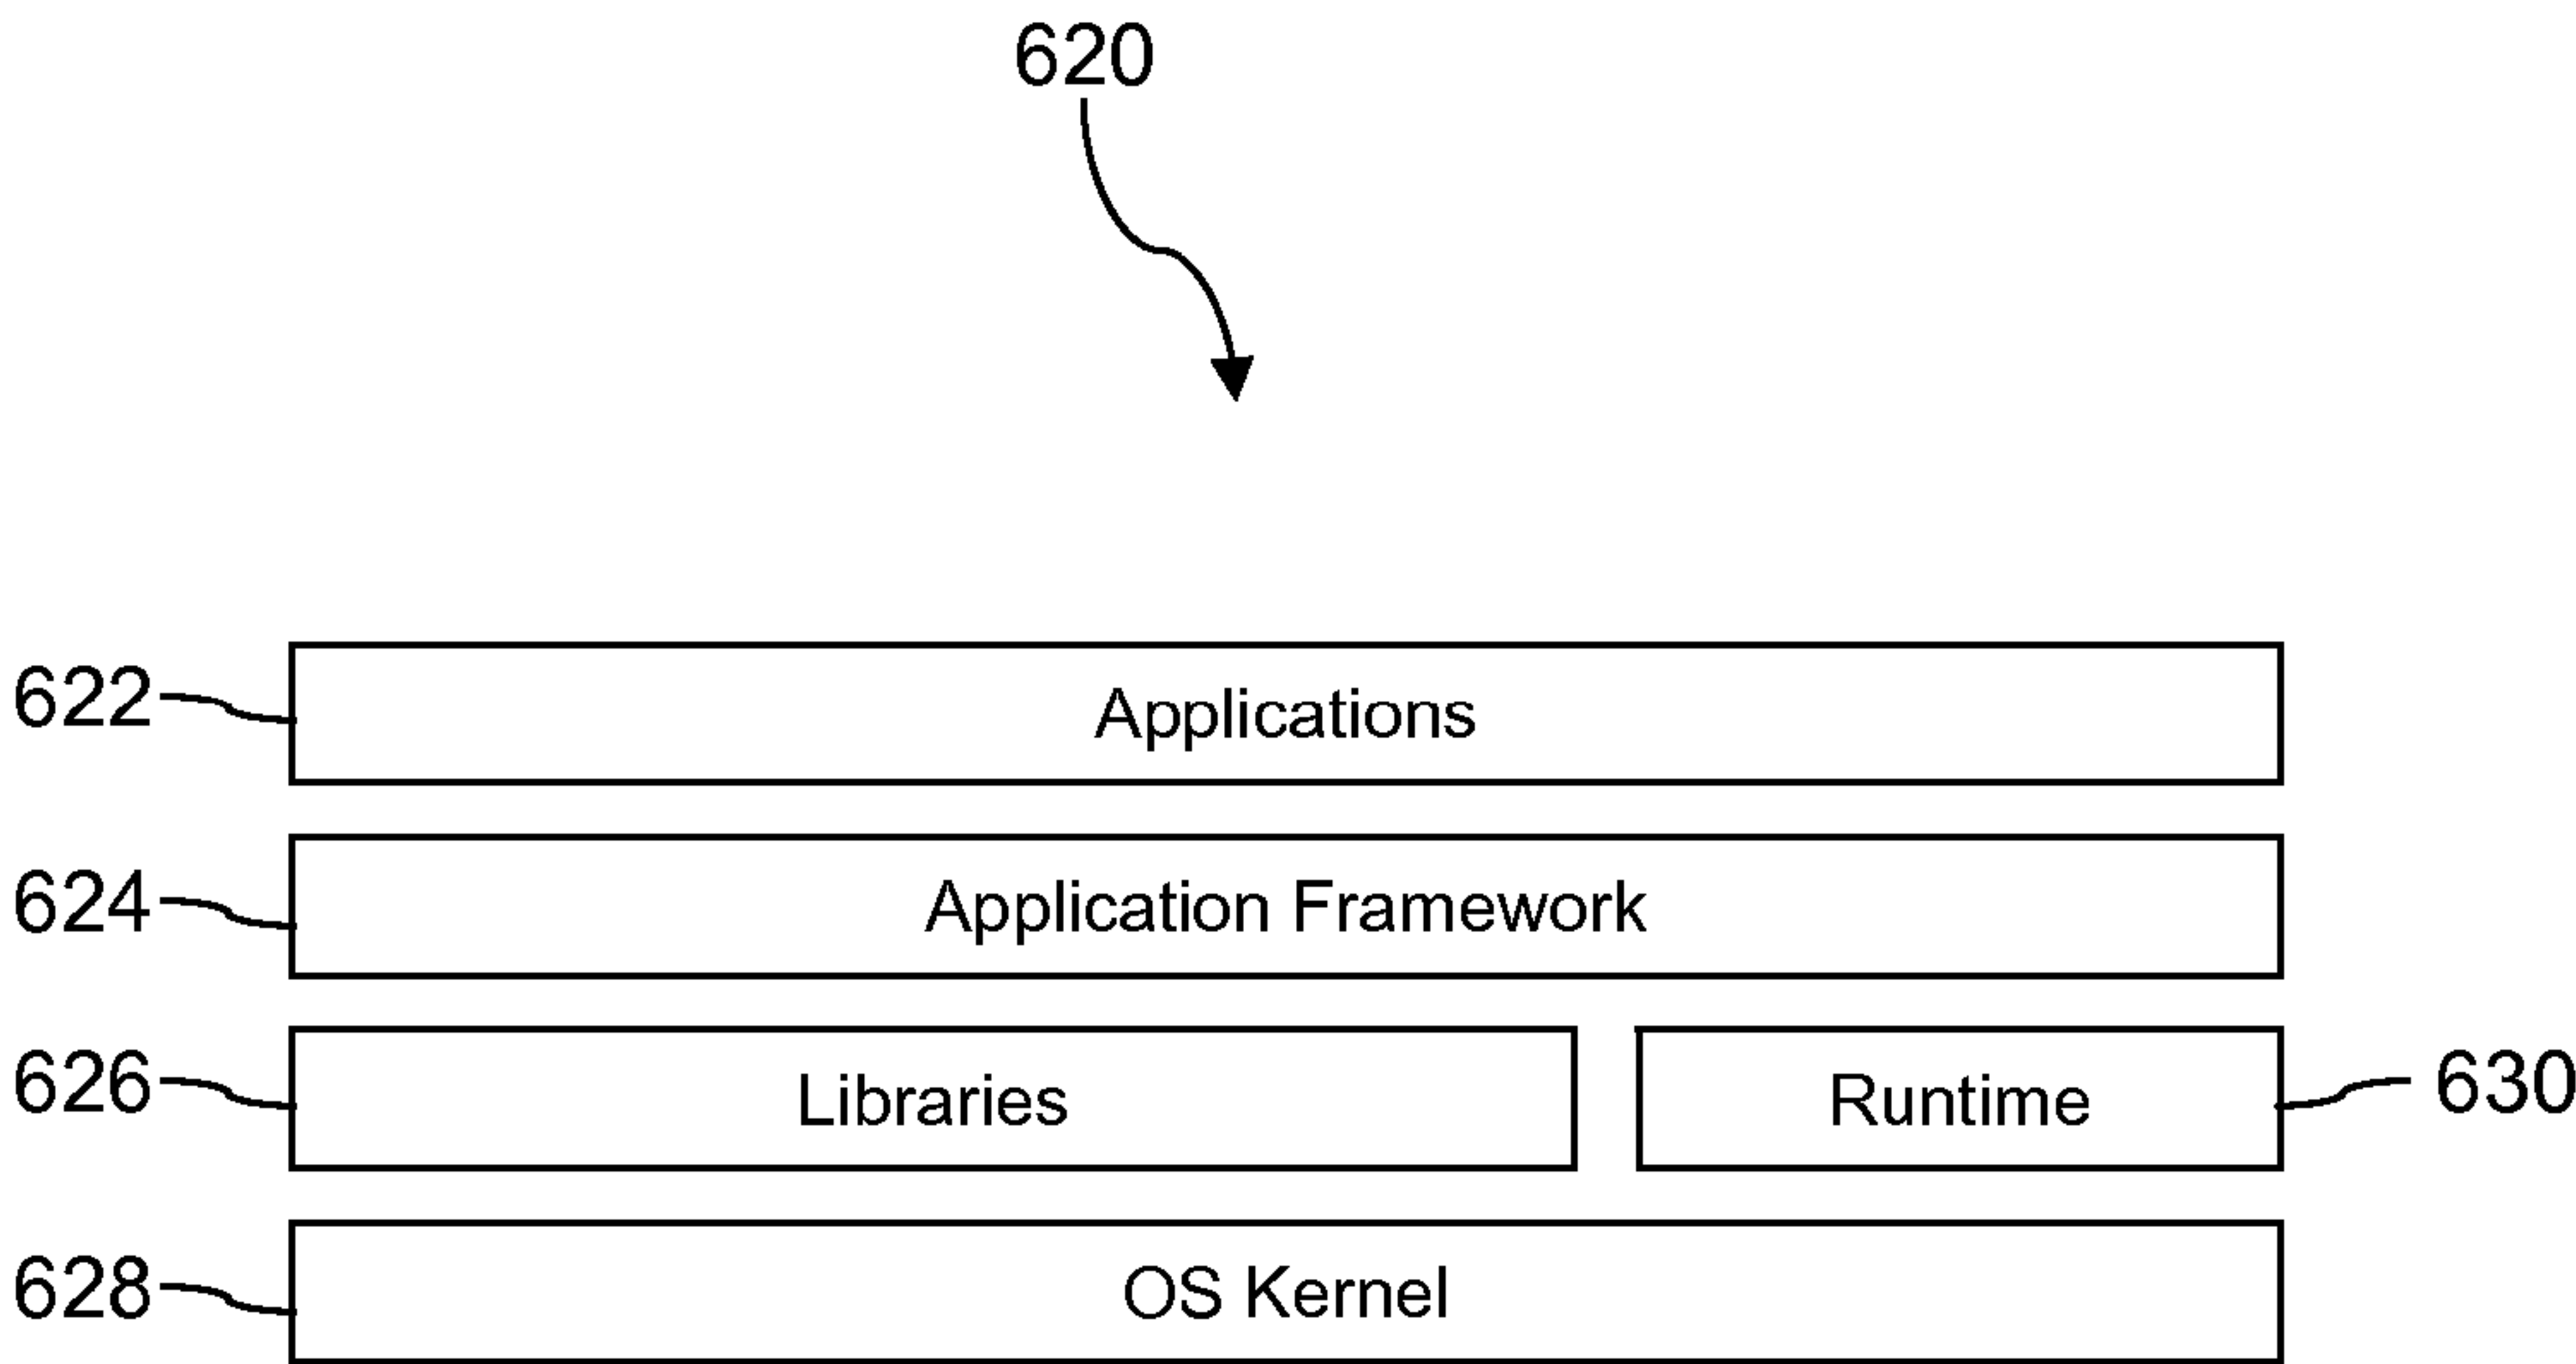 620
622 Applications
624 Application Framework
626 Libraries Runtime 630
628 OS Kernel